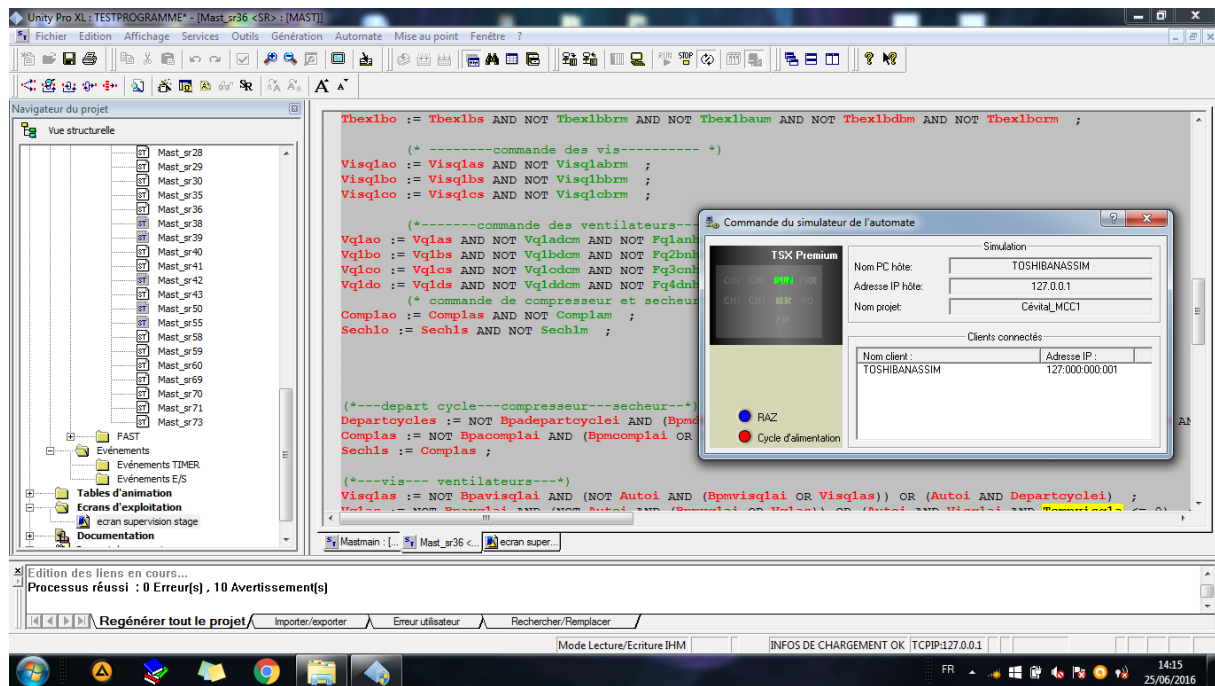 Unity Pro XL : TESTPROGRAMME* - [Mast_sr36 <SR> : [MAST]]
Fichier Edition Affichage Services Outils Génération Automate Mise au point Fenêtre ?
Navigateur du projet
Vue structurelle
Mast_sr28
Mast_sr29
Mast_sr30
Mast_sr35
Mast_sr36
Mast_sr38
Mast_sr39
Mast_sr40
Mast_sr41
Mast_sr42
Mast_sr43
Mast_sr50
Mast_sr55
Mast_sr58
Mast_sr59
Mast_sr60
Mast_sr69
Mast_sr70
Mast_sr71
Mast_sr73
FAST
Evénements
Evénements TIMER
Evénements E/S
Tables d'animation
Ecrans d'exploitation
ecran supervision stage
Documentation
Tbex1bo := Tbex1bs AND NOT Tbex1bbrm AND NOT Tbex1baum AND NOT Tbex1bdbm AND NOT Tbex1bcrm ;
(* --------commande des vis---------- *)
Visq1ao := Visq1as AND NOT Visq1abrm ;
Visq1bo := Visq1bs AND NOT Visq1bbrm ;
Visq1co := Visq1cs AND NOT Visq1cbrm ;
(*-------commande des ventilateurs---
Vq1ao := Vq1as AND NOT Vq1adcm AND NOT Fq1anh
Vq1bo := Vq1bs AND NOT Vq1bdcm AND NOT Fq2bnh
Vq1co := Vq1cs AND NOT Vq1cdcm AND NOT Fq3cnh
Vq1do := Vq1ds AND NOT Vq1ddcm AND NOT Fq4dnh
(* commande de compresseur et secheur
Comp1ao := Comp1as AND NOT Comp1am ;
Sech1o := Sech1s AND NOT Sech1m ;
(*---depart cycle---compresseur---secheur--*)
Departcycles := NOT Bpadepartcyclei AND (Bpmd
Comp1as := NOT Bpacomp1ai AND (Bpmcomp1ai OR
Sech1s := Comp1as ;
(*---vis--- ventilateurs---*)
Visq1as := NOT Bpavisq1ai AND (NOT Autoi AND (Bpmvisq1ai OR Visq1as)) OR (Autoi AND Departcyclei) ;
Commande du simulateur de l'automate
TSX Premium
RUN
RAZ
Cycle d'alimentation
Simulation
Nom PC hôte: TOSHIBANASSIM
Adresse IP hôte: 127.0.0.1
Nom projet: Cévital_MCC1
Clients connectés
Nom client : Adresse IP :
TOSHIBANASSIM 127:000:000:001
Mastmain : [... Mast_sr36 <... ecran super...
Edition des liens en cours...
Processus réussi : 0 Erreur(s) , 10 Avertissement(s)
Regénérer tout le projet Importer/exporter Erreur utilisateur Rechercher/Remplacer
Mode Lecture/Ecriture IHM INFOS DE CHARGEMENT OK TCPIP:127.0.0.1
FR 14:15
25/06/2016